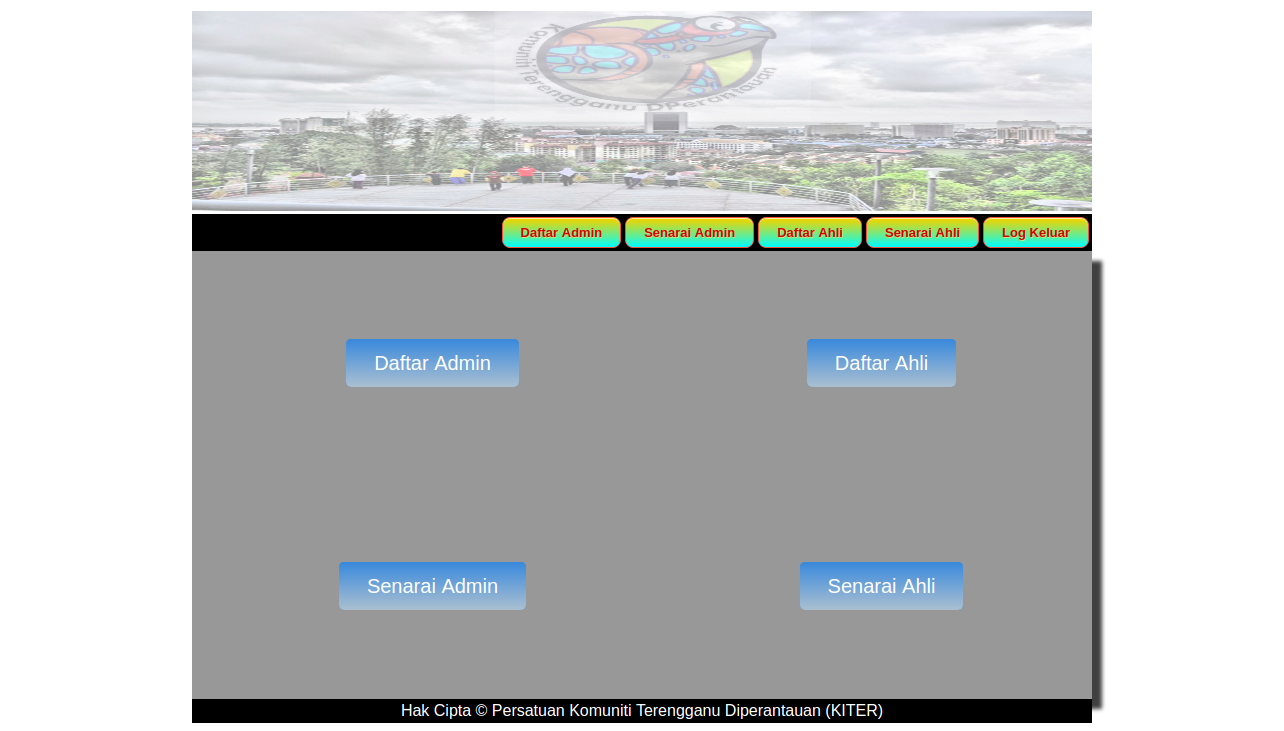 Komuniti Terengganu Diperantauan
Daftar Admin
Senarai Admin
Daftar Ahli
Senarai Ahli
Log Keluar
Daftar Admin
Daftar Ahli
Senarai Admin
Senarai Ahli
Hak Cipta © Persatuan Komuniti Terengganu Diperantauan (KITER)